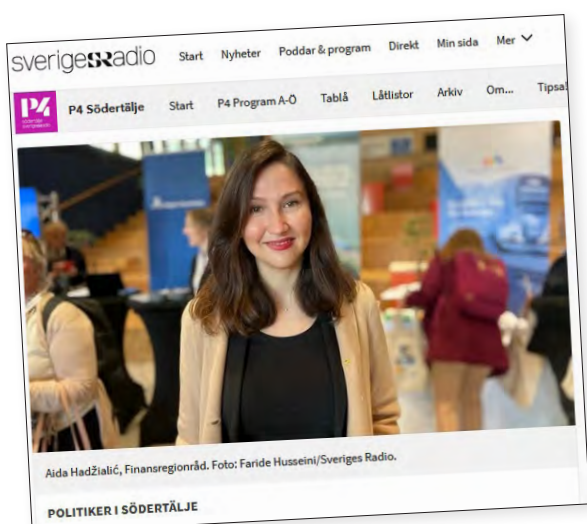 sverigesRadio Start Nyheter Poddar & program Direkt Min sida Mer
P4 P4 Södertälje Start P4 Program A-Ö Tablå Låtlistor Arkiv Om...
Aida Hadžialić, Finansregionråd. Foto: Faride Husseini/Sveriges Radio.
POLITIKER I SÖDERTÄLJE